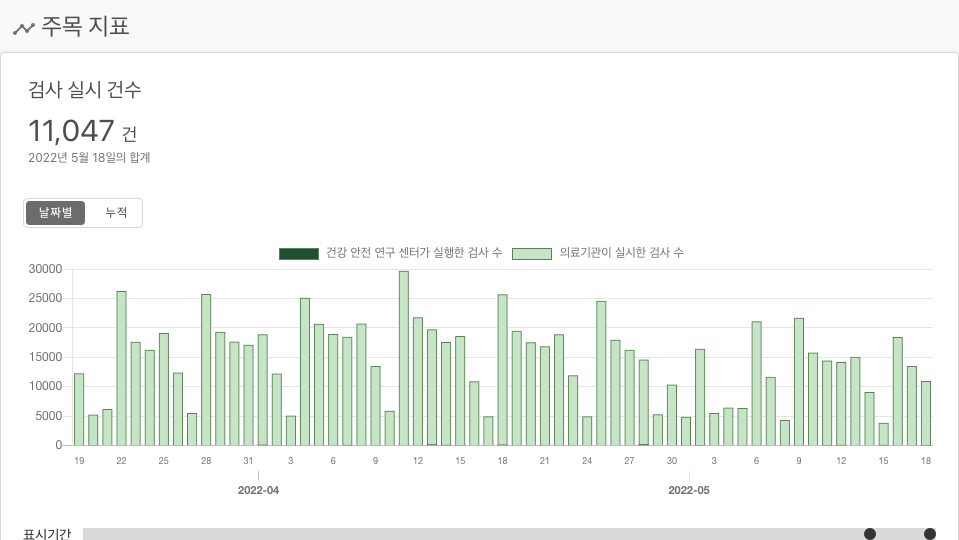 주목 지표
검사 실시 건수
11,047 건
2022년 5월 18일의 합계
날짜별 누적
건강 안전 연구 센터가 실행한 검사 수 의료기관이 실시한 검사 수
30000
25000
20000
15000
10000
5000
0
19 22 25 28 31 3 6 9 12 15 18 21 24 27 30 3 6 9 12 15 18
2022-04 2022-05
표시기간